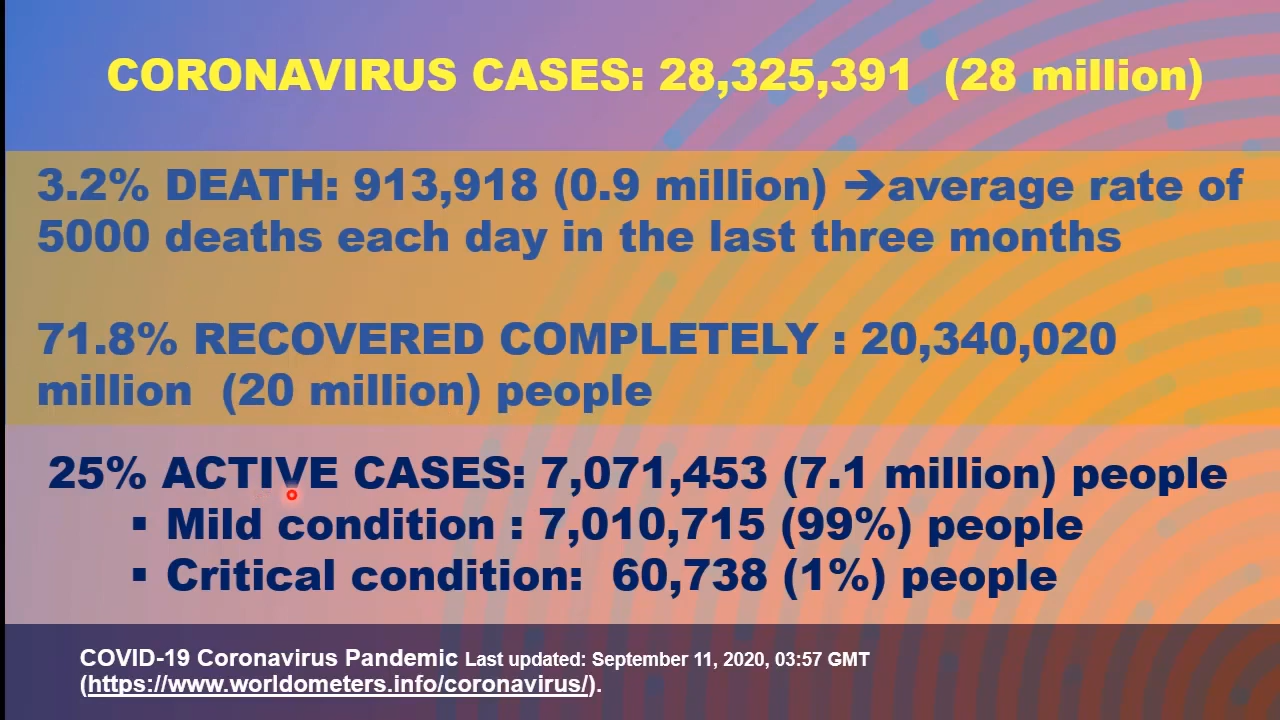 CORONAVIRUS CASES: 28,325,391 (28 million)
3.2% DEATH: 913,918 (0.9 million) ➔average rate of
5000 deaths each day in the last three months
71.8% RECOVERED COMPLETELY : 20,340,020
million (20 million) people
25% ACTIVE CASES: 7,071,453 (7.1 million) people
▪ Mild condition : 7,010,715 (99%) people
▪ Critical condition: 60,738 (1%) people
COVID-19 Coronavirus Pandemic Last updated: September 11, 2020, 03:57 GMT
(https://www.worldometers.info/coronavirus/).